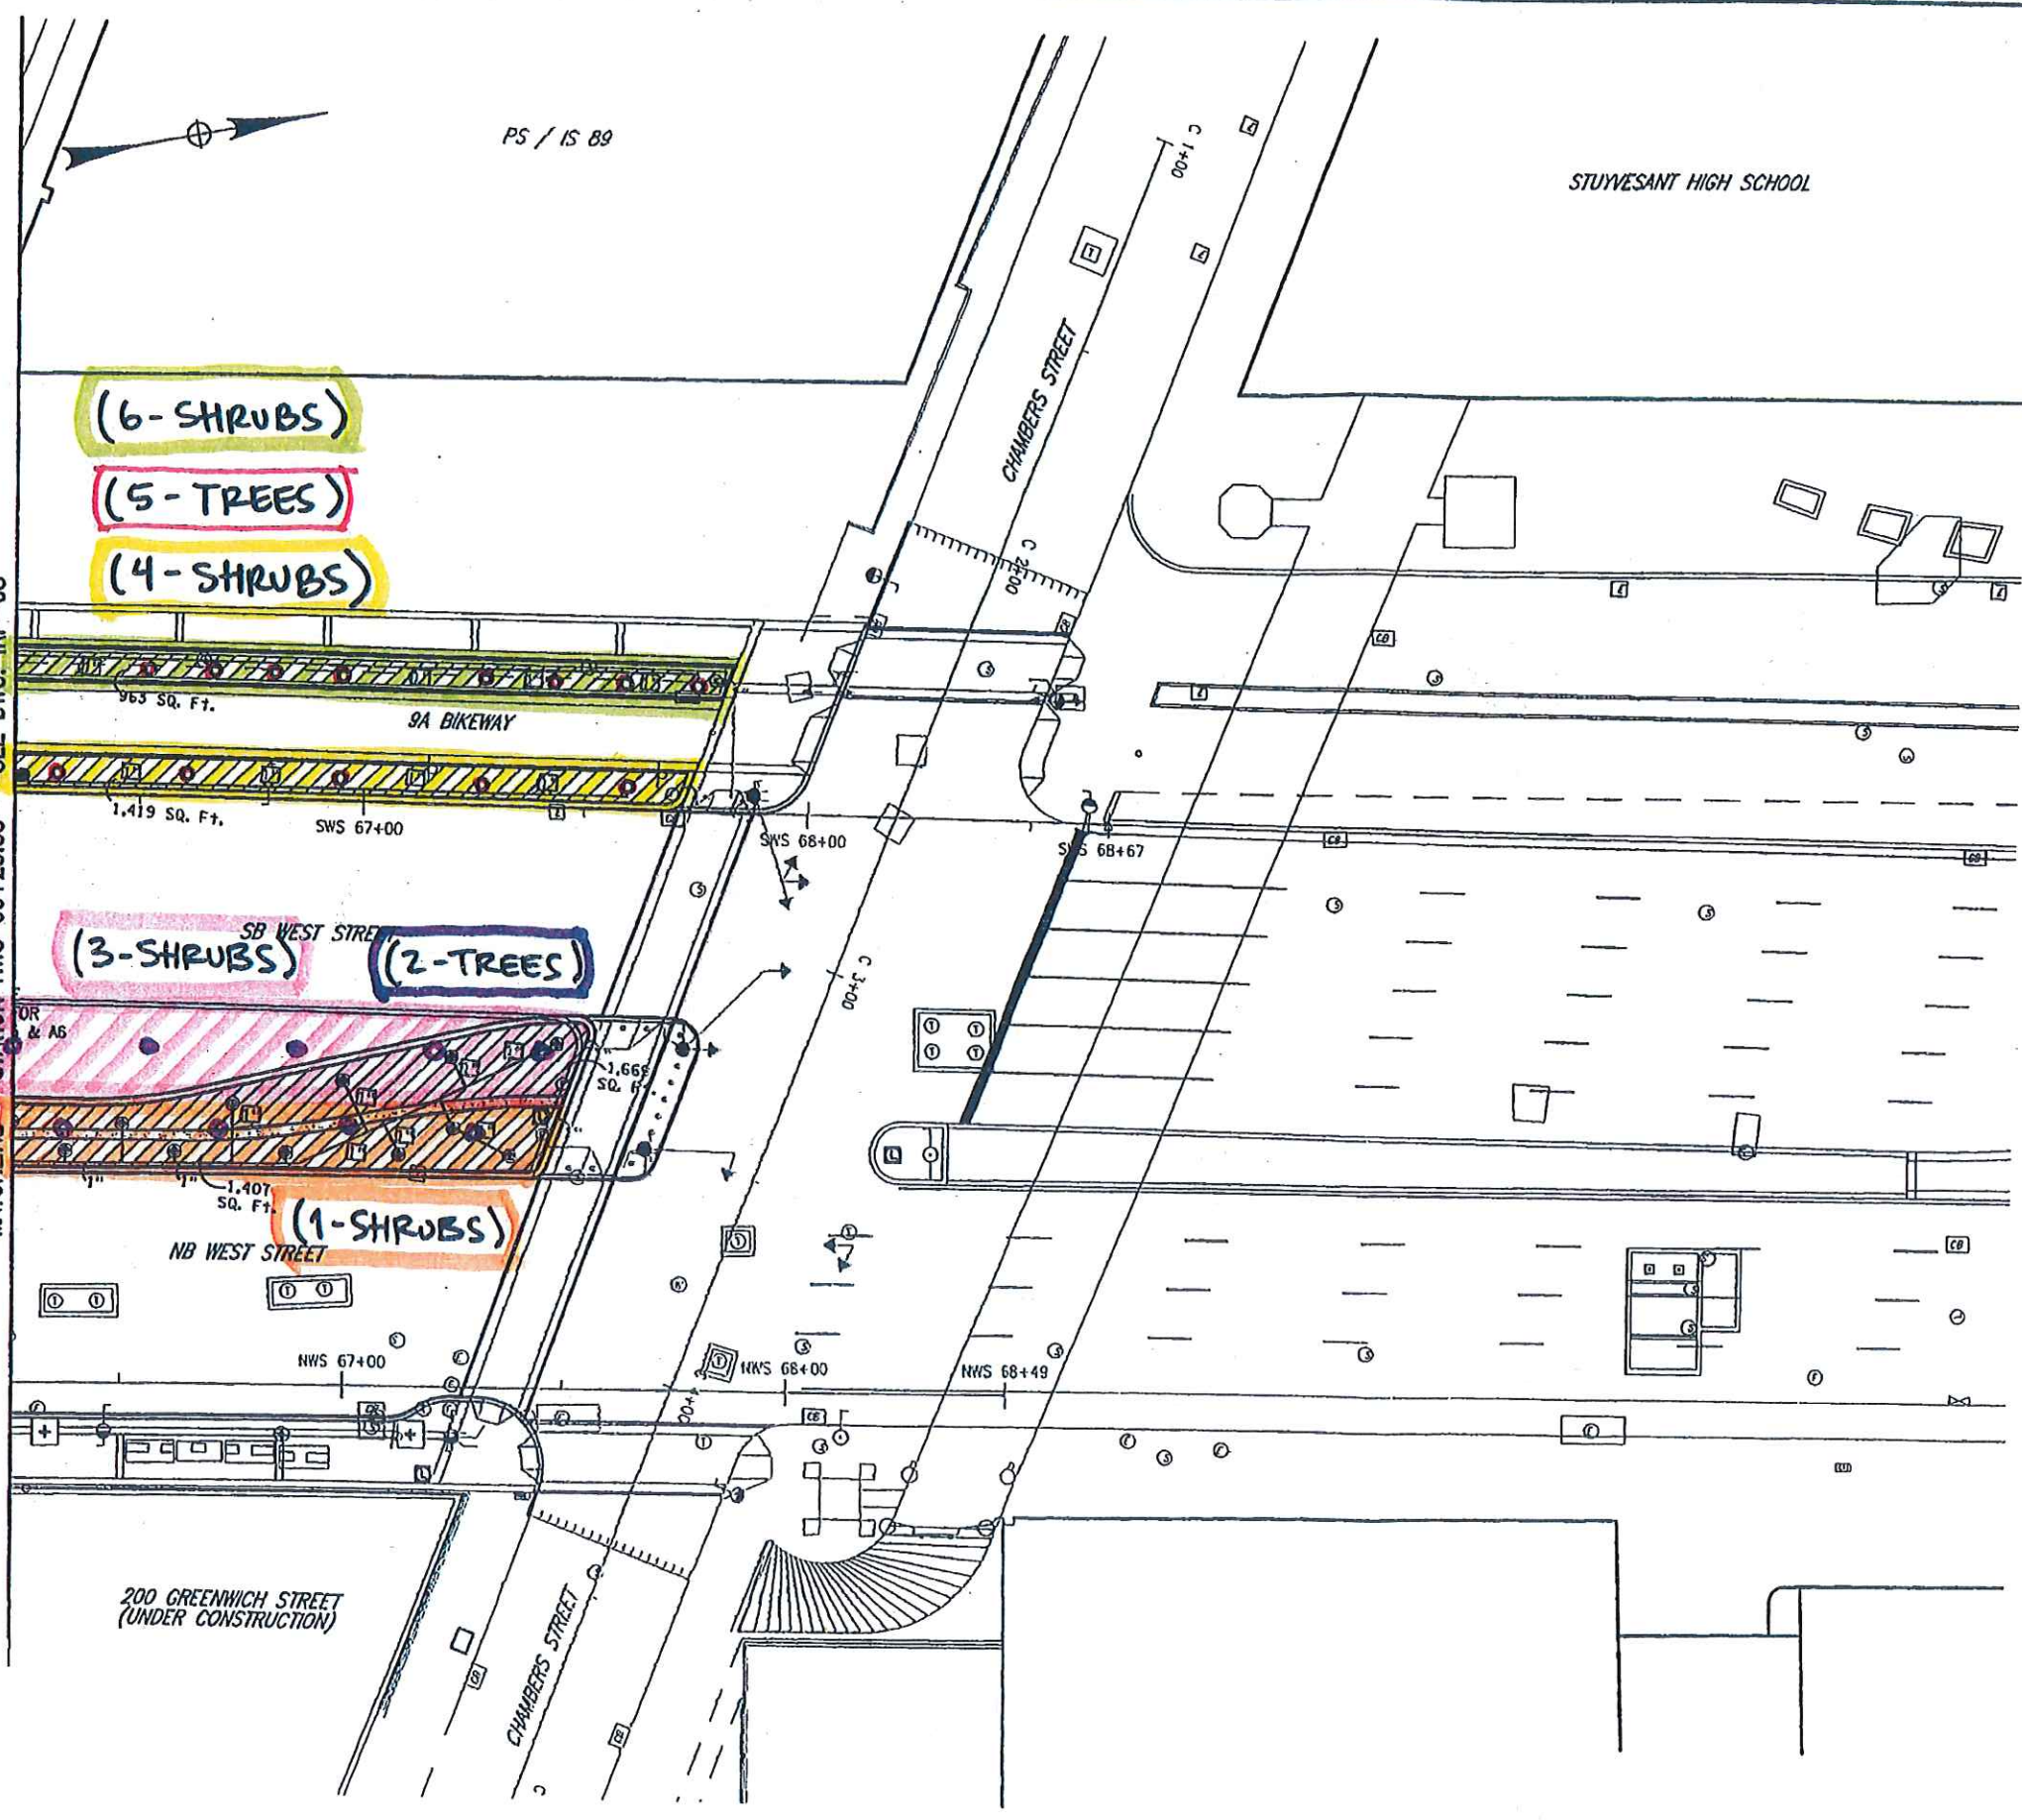 PS / IS 89
STUYVESANT HIGH SCHOOL
C 1+00
CHAMBERS STREET
(6-SHRUBS)
(5-TREES)
(4-SHRUBS)
C 2+00
963 SQ. Ft.
9A BIKEWAY
1,419 SQ. Ft.
SWS 67+00
SWS 68+00
SWS 68+67
SB WEST STREET
(3-SHRUBS)
(2-TREES)
C 3+00
OR
& A6
SQ. Ft.
1,407
SQ. Ft.
(1-SHRUBS)
NB WEST STREET
NWS 67+00
NWS 68+00
NWS 68+49
200 GREENWICH STREET
(UNDER CONSTRUCTION)
CHAMBERS STREET
C